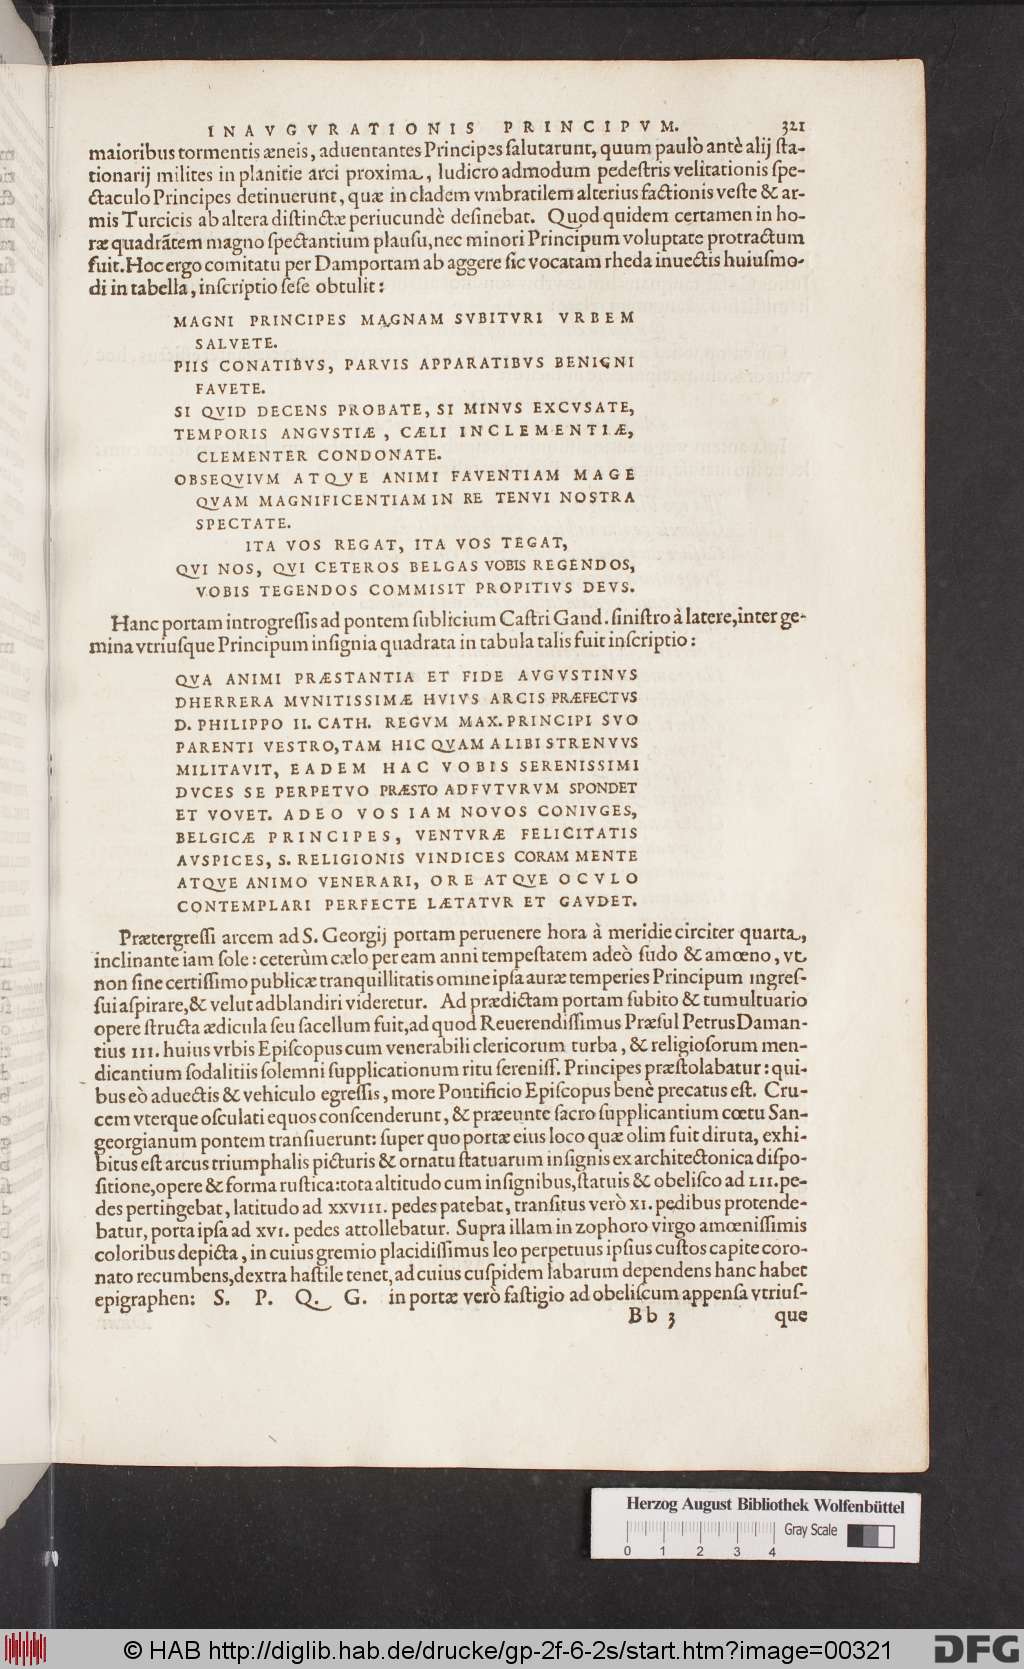 INAVGVRATIONIS PRINCIPVM. 321
maioribus tormentis æneis, aduentantes Principes salutarunt, quum paulò antè alij sta-
tionarij milites in planitie arci proxima, ludicro admodum pedestris velitationis spe-
ctaculo Principes detinuerunt, quæ in cladem vmbratilem alterius factionis veste & ar-
mis Turcicis ab altera distinctæ periucundè desinebat. Quod quidem certamen in ho-
ræ quadrãtem magno spectantium plausu, nec minori Principum voluptate protractum
fuit. Hoc ergo comitatu per Damportam ab aggere sic vocatam rheda inuectis huiusmo-
di in tabella, inscriptio sese obtulit:
MAGNI PRINCIPES MAGNAM SVBITVRI VRBEM
SALVETE.
PIIS CONATIBVS, PARVIS APPARATIBVS BENIGNI
FAVETE.
SI QVID DECENS PROBATE, SI MINVS EXCVSATE,
TEMPORIS ANGVSTIÆ, CÆLI INCLEMENTIÆ,
CLEMENTER CONDONATE.
OBSEQVIVM ATQVE ANIMI FAVENTIAM MAGE
QVAM MAGNIFICENTIAM IN RE TENVI NOSTRA
SPECTATE.
ITA VOS REGAT, ITA VOS TEGAT,
QVI NOS, QVI CETEROS BELGAS VOBIS REGENDOS,
VOBIS TEGENDOS COMMISIT PROPITIVS DEVS.
Hanc portam introgressis ad pontem sublicium Castri Gand. sinistro à latere, inter ge-
mina vtriusque Principum insignia quadrata in tabula talis fuit inscriptio:
QVA ANIMI PRÆSTANTIA ET FIDE AVGVSTINVS
DHERRERA MVNITISSIMÆ HVIVS ARCIS PRÆFECTVS
D. PHILIPPO II. CATH. REGVM MAX. PRINCIPI SVO
PARENTI VESTRO, TAM HIC QVAM ALIBI STRENVVS
MILITAVIT, EADEM HAC VOBIS SERENISSIMI
DVCES SE PERPETVO PRÆSTO ADFVTVRVM SPONDET
ET VOVET. ADEO VOS IAM NOVOS CONIVGES,
BELGICÆ PRINCIPES, VENTVRÆ FELICITATIS
AVSPICES, S. RELIGIONIS VINDICES CORAM MENTE
ATQVE ANIMO VENERARI, ORE ATQVE OCVLO
CONTEMPLARI PERFECTE LÆTATVR ET GAVDET.
Prætergressi arcem ad S. Georgij portam peruenere hora à meridie circiter quarta,
inclinante iam sole: ceterùm cælo per eam anni tempestatem adeò sudo & amœno, vt
non sine certissimo publicæ tranquillitatis omine ipsa auræ temperies Principum ingres-
sui aspirare, & velut adblandiri videretur. Ad prædictam portam subito & tumultuario
opere structa ædicula seu sacellum fuit, ad quod Reuerendissimus Præsul Petrus Daman-
tius III. huius vrbis Episcopus cum venerabili clericorum turba, & religiosorum men-
dicantium sodalitiis solemni supplicationum ritu sereniss. Principes præstolabatur: qui-
bus eò aduectis & vehiculo egressis, more Pontificio Episcopus benè precatus est. Cru-
cem vterque osculati equos conscenderunt, & præeunte sacro supplicantium cœtu San-
georgianum pontem transiuerunt: super quo portæ eius loco quæ olim fuit diruta, exhi-
bitus est arcus triumphalis picturis & ornatu statuarum insignis ex architectonica dispo-
sitione, opere & forma rustica: tota altitudo cum insignibus, statuis & obelisco ad LII. pe-
des pertingebat, latitudo ad XXVIII. pedes patebat, transitus verò XI. pedibus protende-
batur, porta ipsa ad XVI. pedes attollebatur. Supra illam in zophoro virgo amœnissimis
coloribus depicta, in cuius gremio placidissimus leo perpetuus ipsius custos capite coro-
nato recumbens, dextra hastile tenet, ad cuius cuspidem labarum dependens hanc habet
epigraphen: S. P. Q. G. in portæ verò fastigio ad obeliscum appensa vtrius-
Bb 3 que
Herzog August Bibliothek Wolfenbüttel
Gray Scale
0 1 2 3 4
© HAB http://diglib.hab.de/drucke/gp-2f-6-2s/start.htm?image=00321 DFG